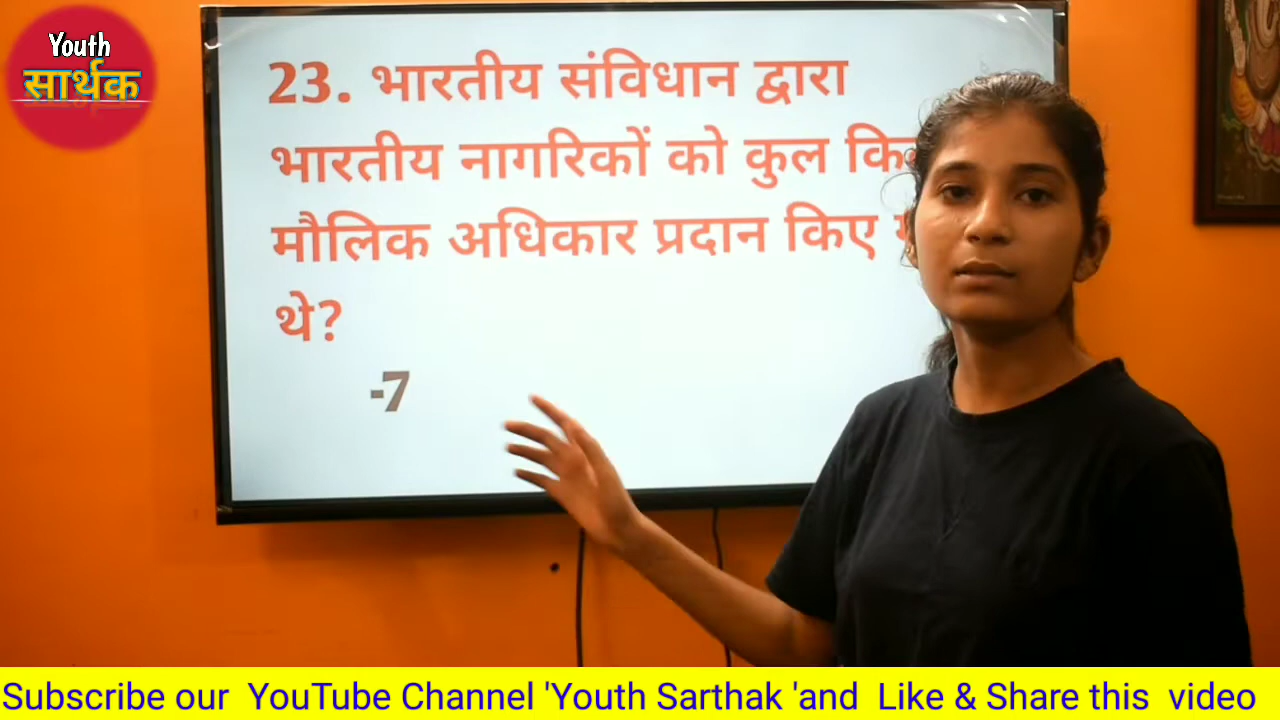 Youth
सार्थक
23. भारतीय संविधान द्वारा
भारतीय नागरिकों को कुल
मौलिक अधिकार प्रदान किए
थे?
-7
Subscribe our YouTube Channel 'Youth Sarthak 'and Like & Share this video